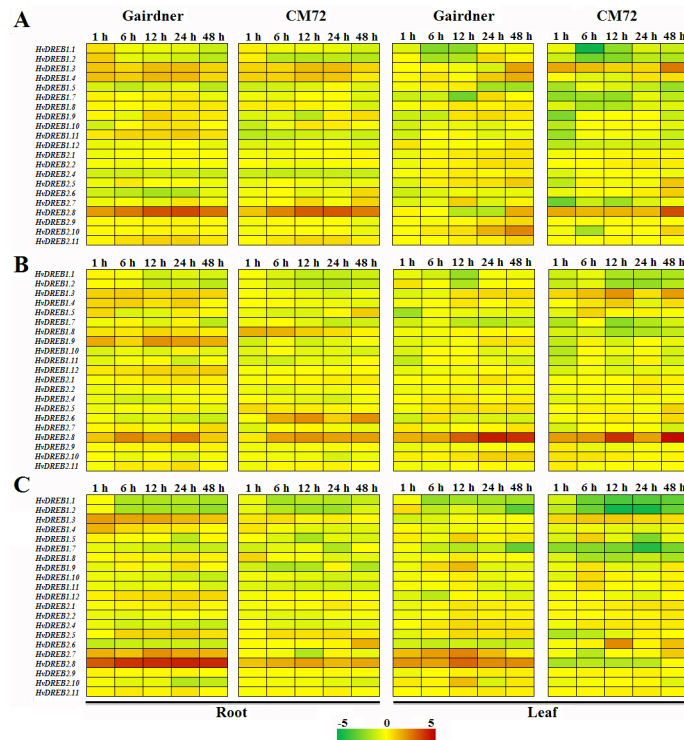 A
Gairdner CM72 Gairdner CM72
1 h 6 h 12 h 24 h 48 h 1 h 6 h 12 h 24 h 48 h 1 h 6 h 12 h 24 h 48 h 1 h 6 h 12 h 24 h 48 h
HvDREB1.1
HvDREB1.2
HvDREB1.3
HvDREB1.4
HvDREB1.5
HvDREB1.7
HvDREB1.8
HvDREB1.9
HvDREB1.10
HvDREB1.11
HvDREB1.12
HvDREB2.1
HvDREB2.2
HvDREB2.4
HvDREB2.5
HvDREB2.6
HvDREB2.7
HvDREB2.8
HvDREB2.9
HvDREB2.10
HvDREB2.11
B
1 h 6 h 12 h 24 h 48 h 1 h 6 h 12 h 24 h 48 h 1 h 6 h 12 h 24 h 48 h 1 h 6 h 12 h 24 h 48 h
HvDREB1.1
HvDREB1.2
HvDREB1.3
HvDREB1.4
HvDREB1.5
HvDREB1.7
HvDREB1.8
HvDREB1.9
HvDREB1.10
HvDREB1.11
HvDREB1.12
HvDREB2.1
HvDREB2.2
HvDREB2.4
HvDREB2.5
HvDREB2.6
HvDREB2.7
HvDREB2.8
HvDREB2.9
HvDREB2.10
HvDREB2.11
C
1 h 6 h 12 h 24 h 48 h 1 h 6 h 12 h 24 h 48 h 1 h 6 h 12 h 24 h 48 h 1 h 6 h 12 h 24 h 48 h
HvDREB1.1
HvDREB1.2
HvDREB1.3
HvDREB1.4
HvDREB1.5
HvDREB1.7
HvDREB1.8
HvDREB1.9
HvDREB1.10
HvDREB1.11
HvDREB1.12
HvDREB2.1
HvDREB2.2
HvDREB2.4
HvDREB2.5
HvDREB2.6
HvDREB2.7
HvDREB2.8
HvDREB2.9
HvDREB2.10
HvDREB2.11
Root Leaf
-5 0 5